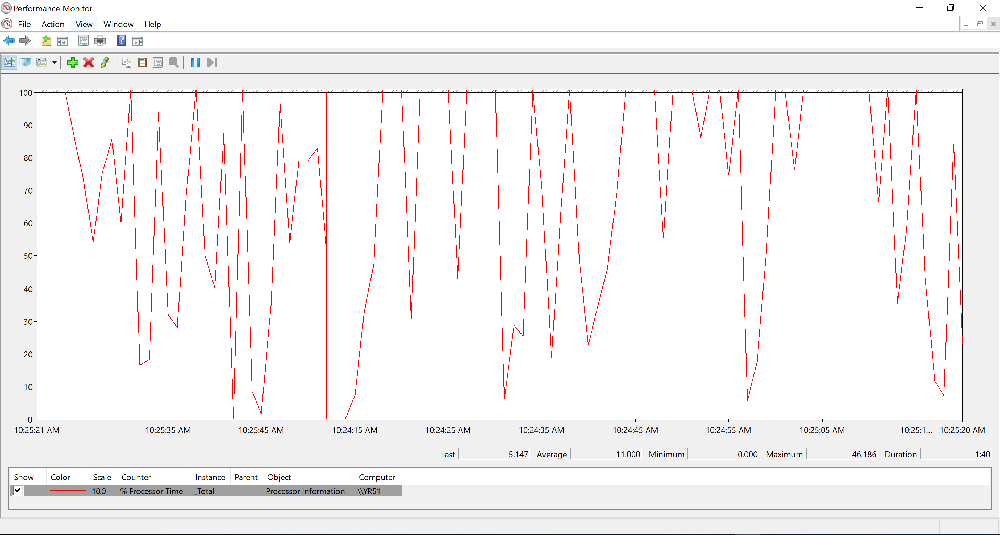 Performance Monitor
File Action View Window Help
100
90
80
70
60
50
40
30
20
10
0
10:25:21 AM 10:25:35 AM 10:25:45 AM 10:24:15 AM 10:24:25 AM 10:24:35 AM 10:24:45 AM 10:24:55 AM 10:25:05 AM 10:25:1... 10:25:20 AM
Last 5.147 Average 11.000 Minimum 0.000 Maximum 46.186 Duration 1:40
Show Color Scale Counter Instance Parent Object Computer
10.0 % Processor Time _Total --- Processor Information \\YR51